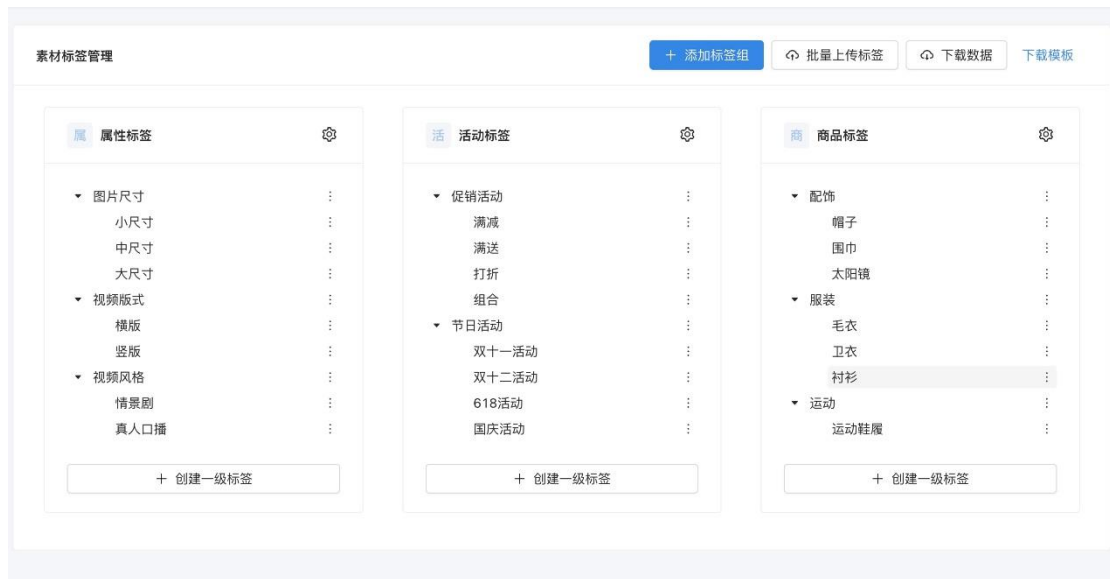 素材标签管理
+ 添加标签组
批量上传标签
下载数据
下载模板
属 属性标签
图片尺寸
小尺寸
中尺寸
大尺寸
视频版式
横版
竖版
视频风格
情景剧
真人口播
+ 创建一级标签
活 活动标签
促销活动
满减
满送
打折
组合
节日活动
双十一活动
双十二活动
618活动
国庆活动
+ 创建一级标签
商 商品标签
配饰
帽子
围巾
太阳镜
服装
毛衣
卫衣
衬衫
运动
运动鞋履
+ 创建一级标签